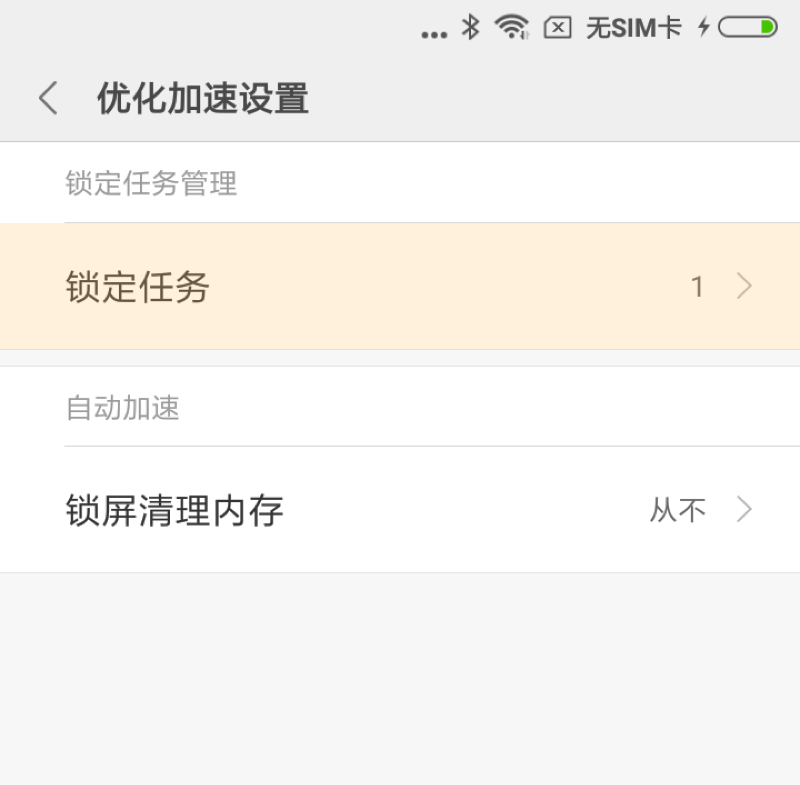 ... 无SIM卡
优化加速设置
锁定任务管理
锁定任务 1
自动加速
锁屏清理内存 从不